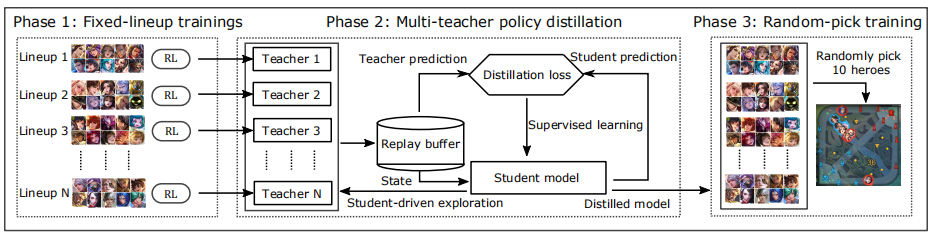 Phase 1: Fixed-lineup trainings
Phase 2: Multi-teacher policy distillation
Phase 3: Random-pick training
Lineup 1
RL
Teacher 1
Lineup 2
RL
Teacher 2
Lineup 3
RL
Teacher 3
Lineup N
RL
Teacher N
Teacher prediction
Distillation loss
Student prediction
Supervised learning
Replay buffer
State
Student model
Student-driven exploration
Distilled model
Randomly pick
10 heroes